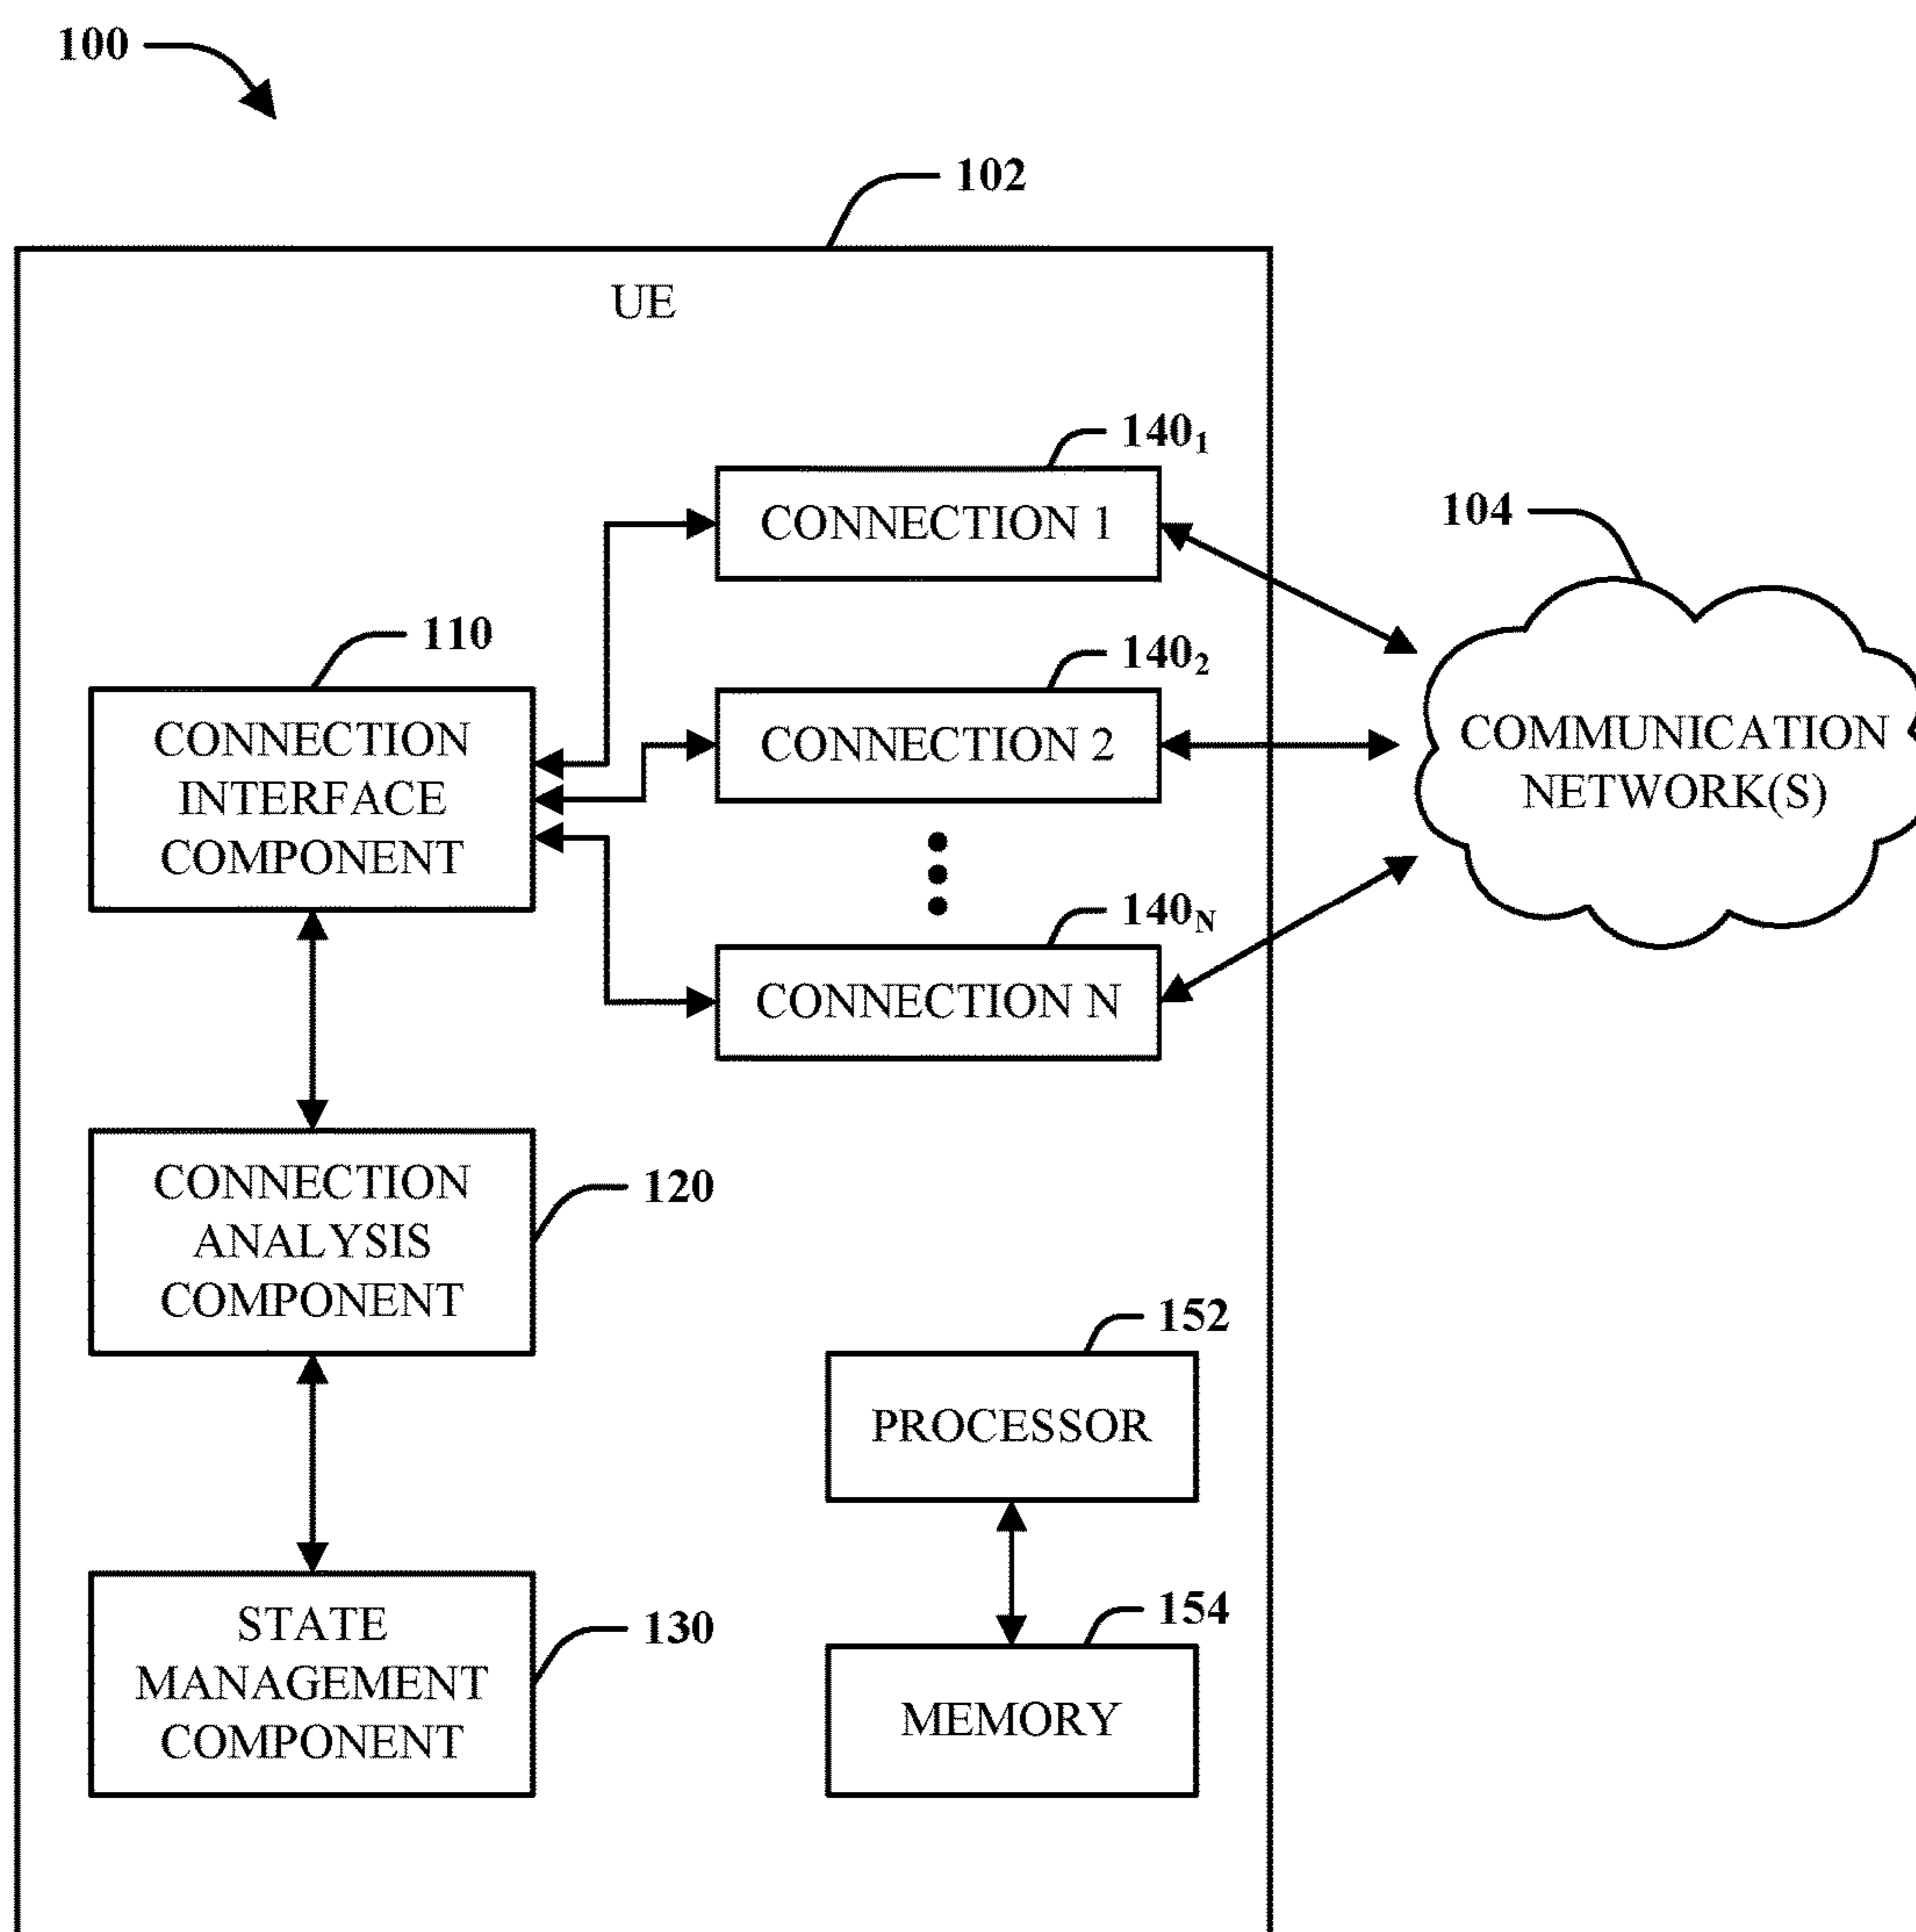 100
102
UE
140₁
CONNECTION 1
104
110
140₂
CONNECTION
INTERFACE
COMPONENT
CONNECTION 2
COMMUNICATION
NETWORK(S)
140N
CONNECTION N
CONNECTION
ANALYSIS
COMPONENT
120
152
PROCESSOR
STATE
MANAGEMENT
COMPONENT
130
154
MEMORY